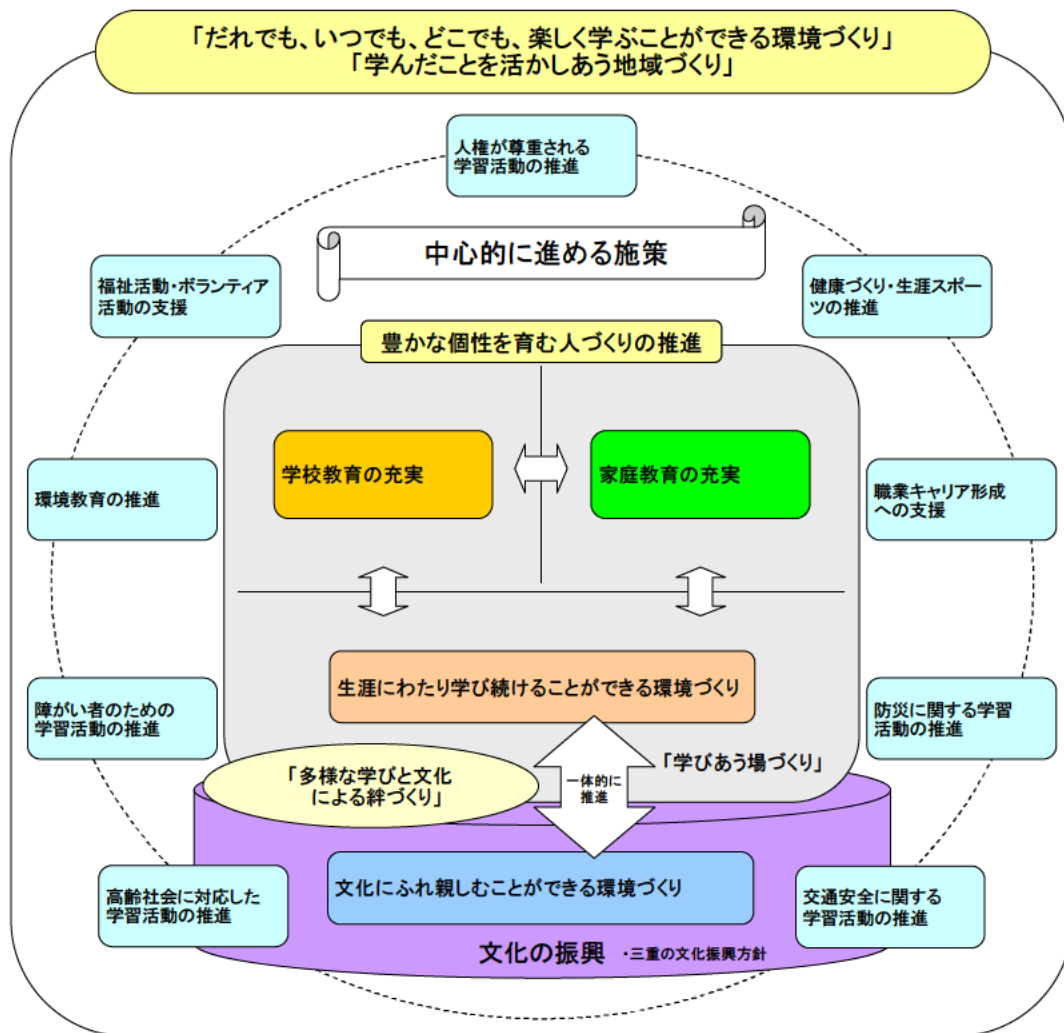 「だれでも、いつでも、どこでも、楽しく学ぶことができる環境づくり」
「学んだことを活かしあう地域づくり」
人権が尊重される
学習活動の推進
中心的に進める施策
福祉活動・ボランティア
活動の支援
健康づくり・生涯スポー
ツの推進
豊かな個性を育む人づくりの推進
学校教育の充実
家庭教育の充実
環境教育の推進
職業キャリア形成
への支援
生涯にわたり学び続けることができる環境づくり
障がい者のための
学習活動の推進
防災に関する学習
活動の推進
「学びあう場づくり」
「多様な学びと文化
による絆づくり」
一体的に
推進
文化にふれ親しむことができる環境づくり
高齢社会に対応した
学習活動の推進
交通安全に関する
学習活動の推進
文化の振興 ・三重の文化振興方針